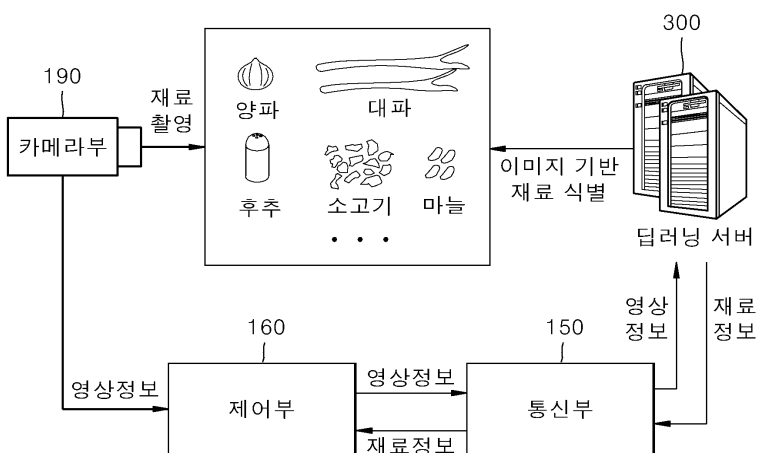 300
190
재료
촬영
카메라부
양파
대파
후추
소고기
마늘
이미지 기반
재료 식별
딥러닝 서버
영상
정보
재료
정보
160
150
영상정보
제어부
영상정보
재료정보
통신부